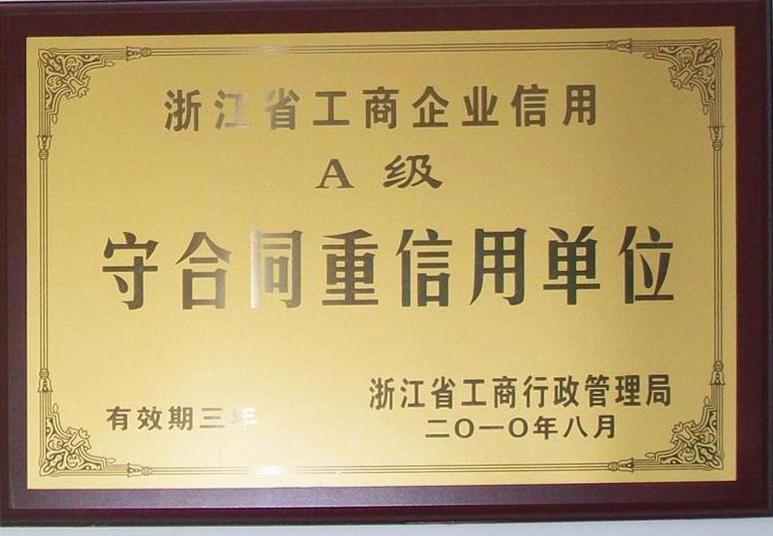 浙江省工商企业信用
A级
守合同重信用单位
浙江省工商行政管理局
有效期三年
二〇一〇年八月